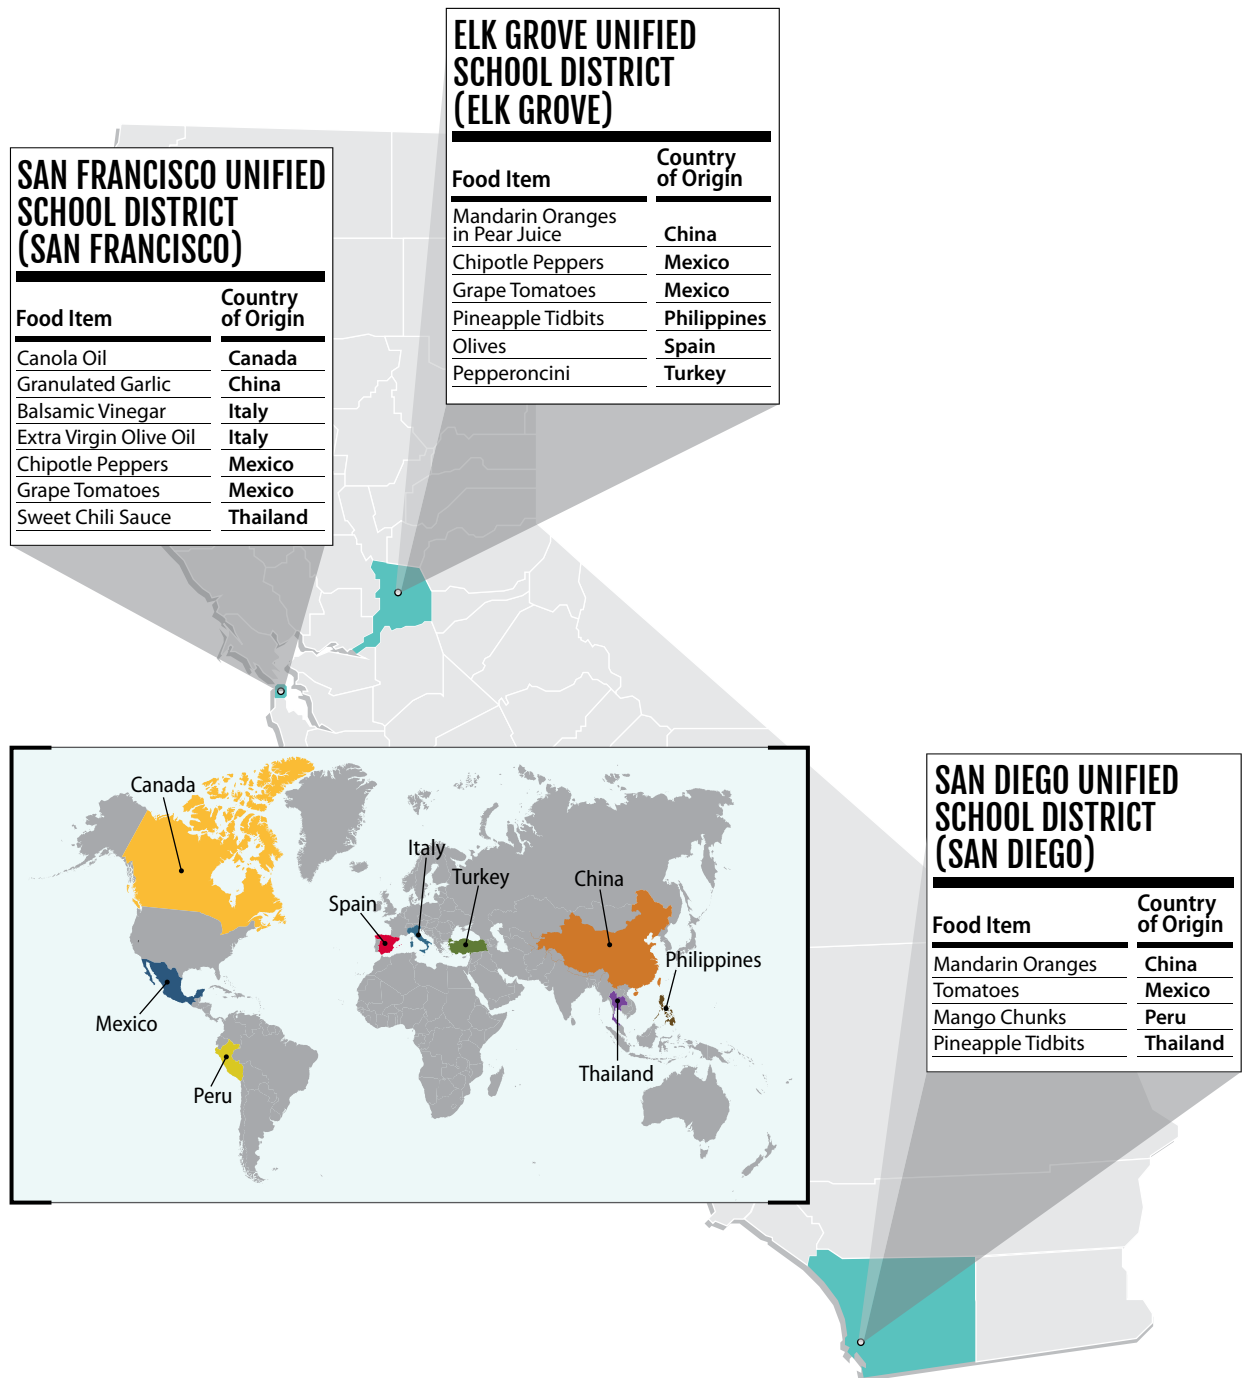 ELK GROVE UNIFIED
SCHOOL DISTRICT
(ELK GROVE)
Food Item Country
of Origin
Mandarin Oranges
in Pear Juice China
Chipotle Peppers Mexico
Grape Tomatoes Mexico
Pineapple Tidbits Philippines
Olives Spain
Pepperoncini Turkey
SAN FRANCISCO UNIFIED
SCHOOL DISTRICT
(SAN FRANCISCO)
Food Item Country
of Origin
Canola Oil Canada
Granulated Garlic China
Balsamic Vinegar Italy
Extra Virgin Olive Oil Italy
Chipotle Peppers Mexico
Grape Tomatoes Mexico
Sweet Chili Sauce Thailand
Canada
Italy
Turkey
China
Spain
Philippines
Mexico
Thailand
Peru
SAN DIEGO UNIFIED
SCHOOL DISTRICT
(SAN DIEGO)
Food Item Country
of Origin
Mandarin Oranges China
Tomatoes Mexico
Mango Chunks Peru
Pineapple Tidbits Thailand